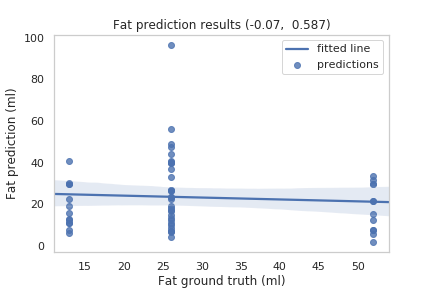 Fat prediction results (-0.07,  0.587)
fitted line
predictions
Fat prediction (ml)
100
80
60
40
20
0
15 20 25 30 35 40 45 50
Fat ground truth (ml)